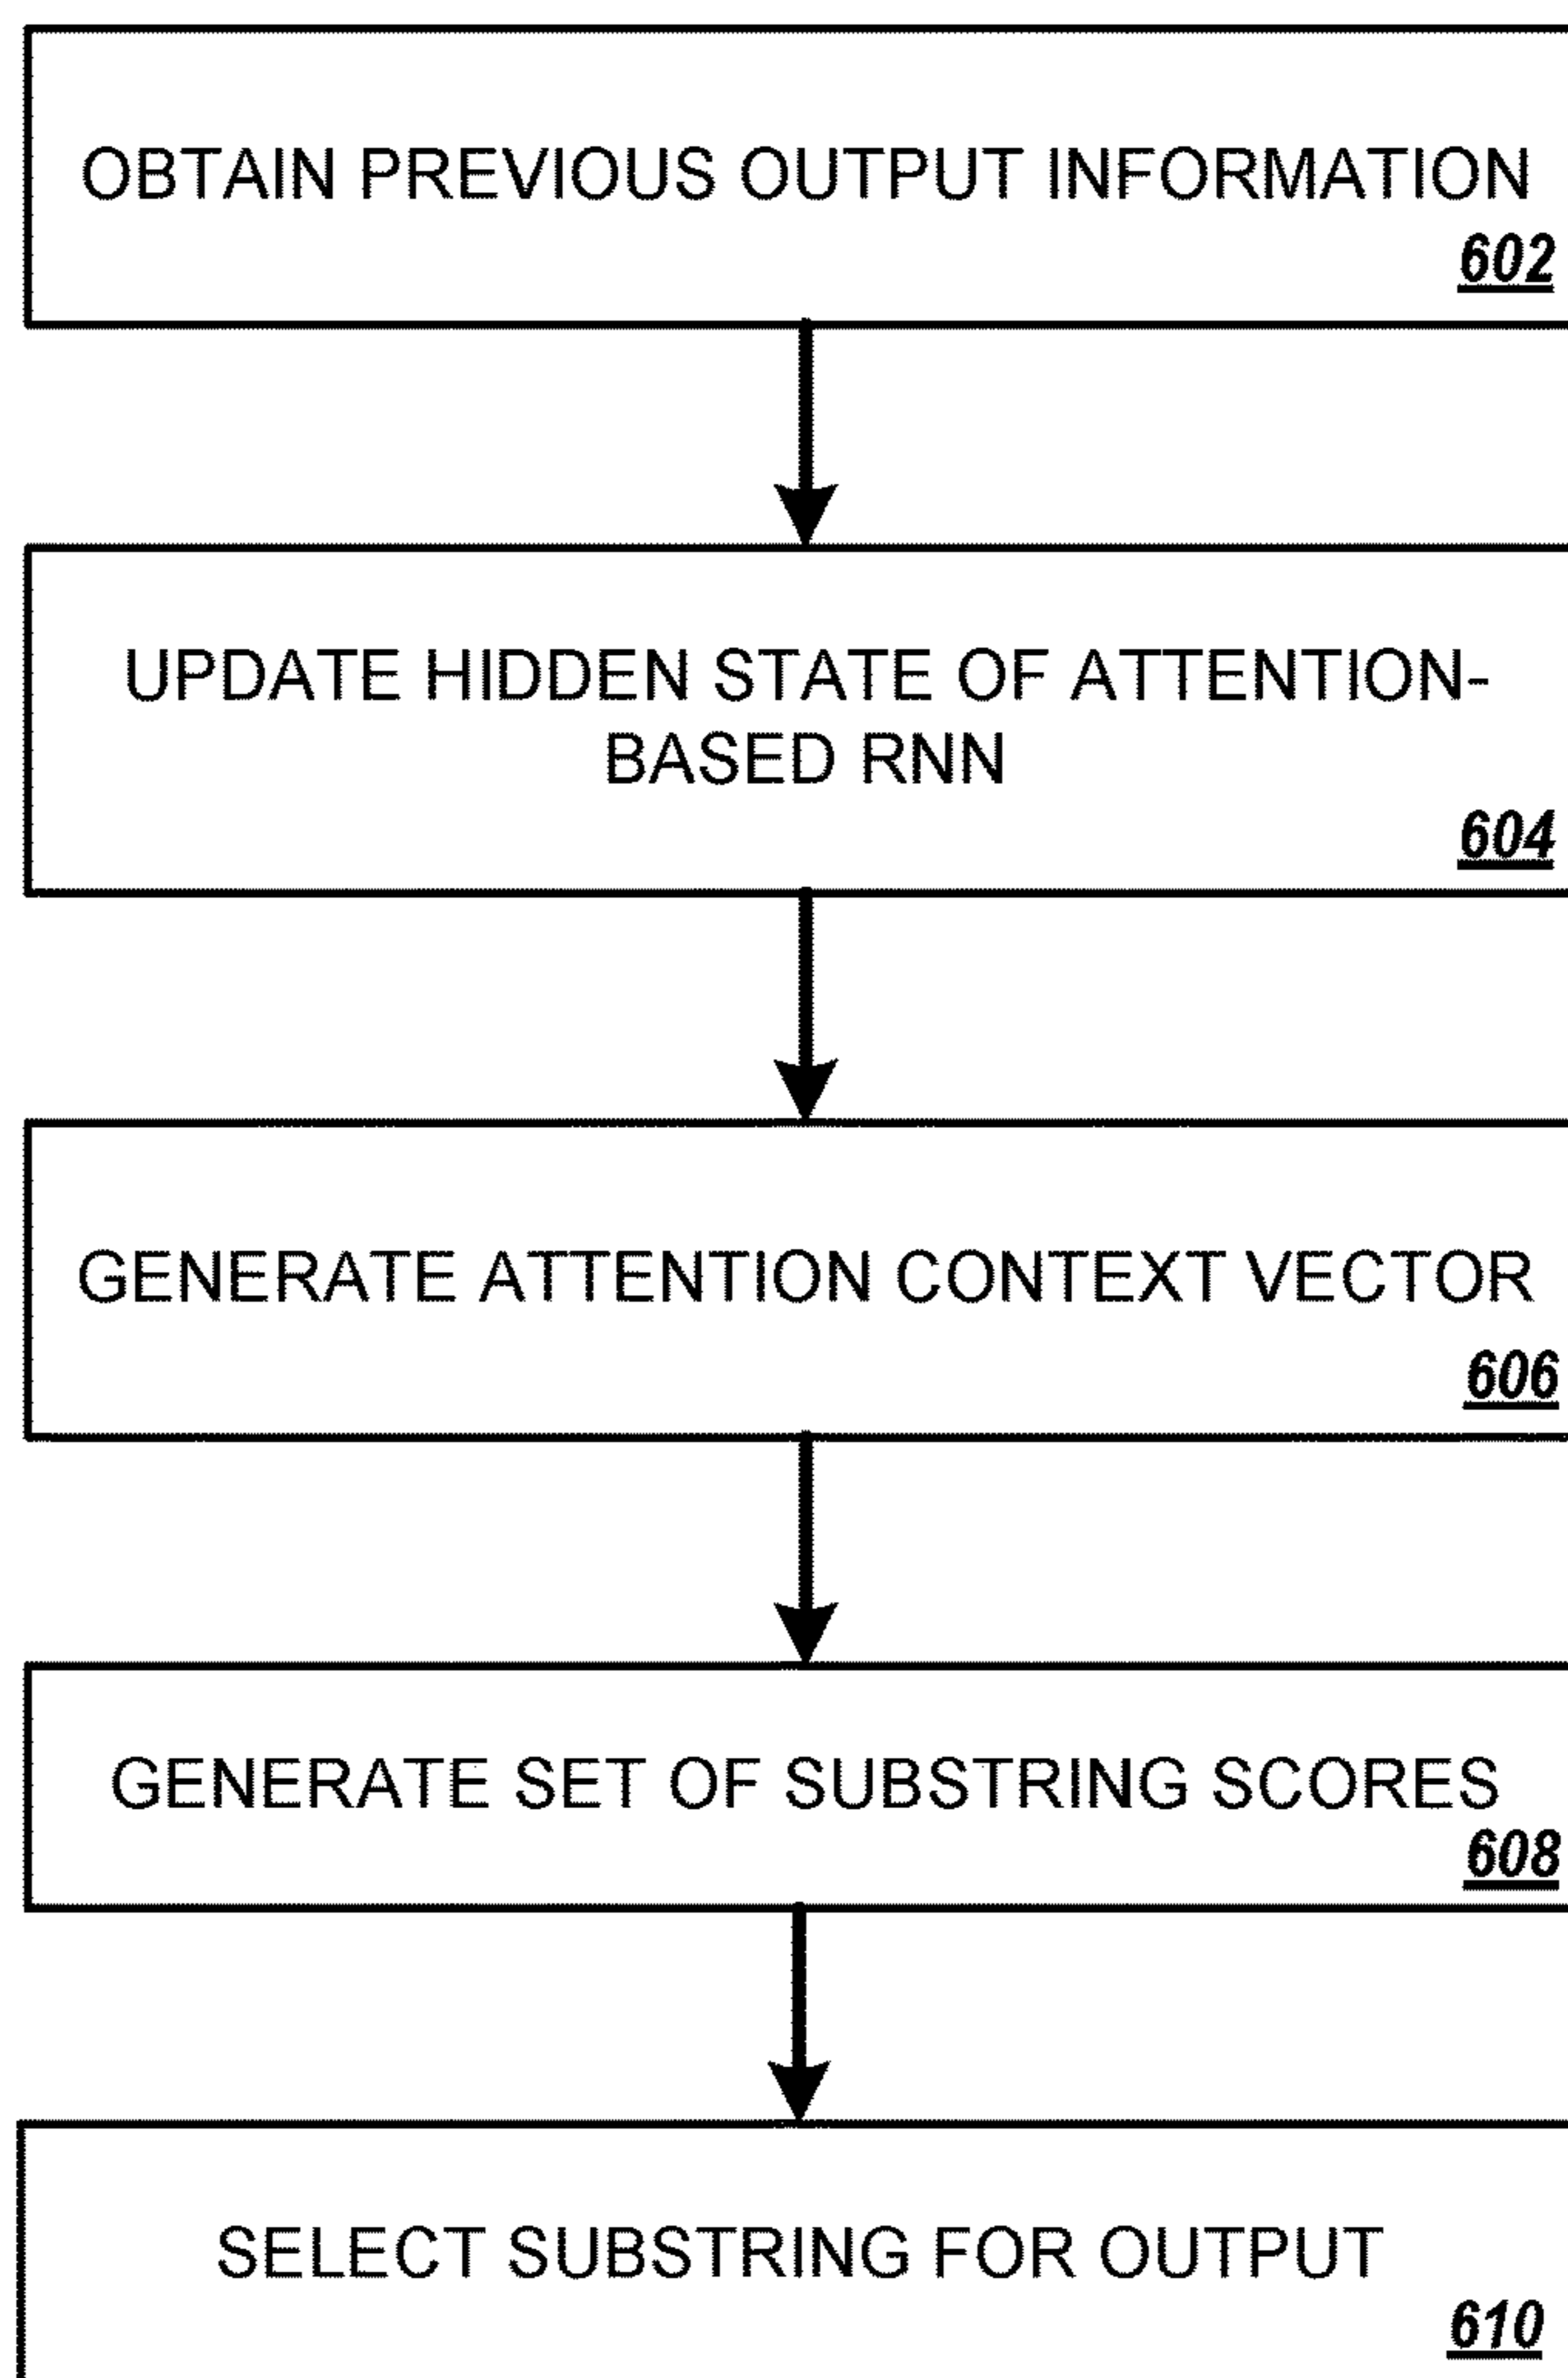 OBTAIN PREVIOUS OUTPUT INFORMATION
602
UPDATE HIDDEN STATE OF ATTENTION-
BASED RNN
604
GENERATE ATTENTION CONTEXT VECTOR
606
GENERATE SET OF SUBSTRING SCORES
608
SELECT SUBSTRING FOR OUTPUT
610